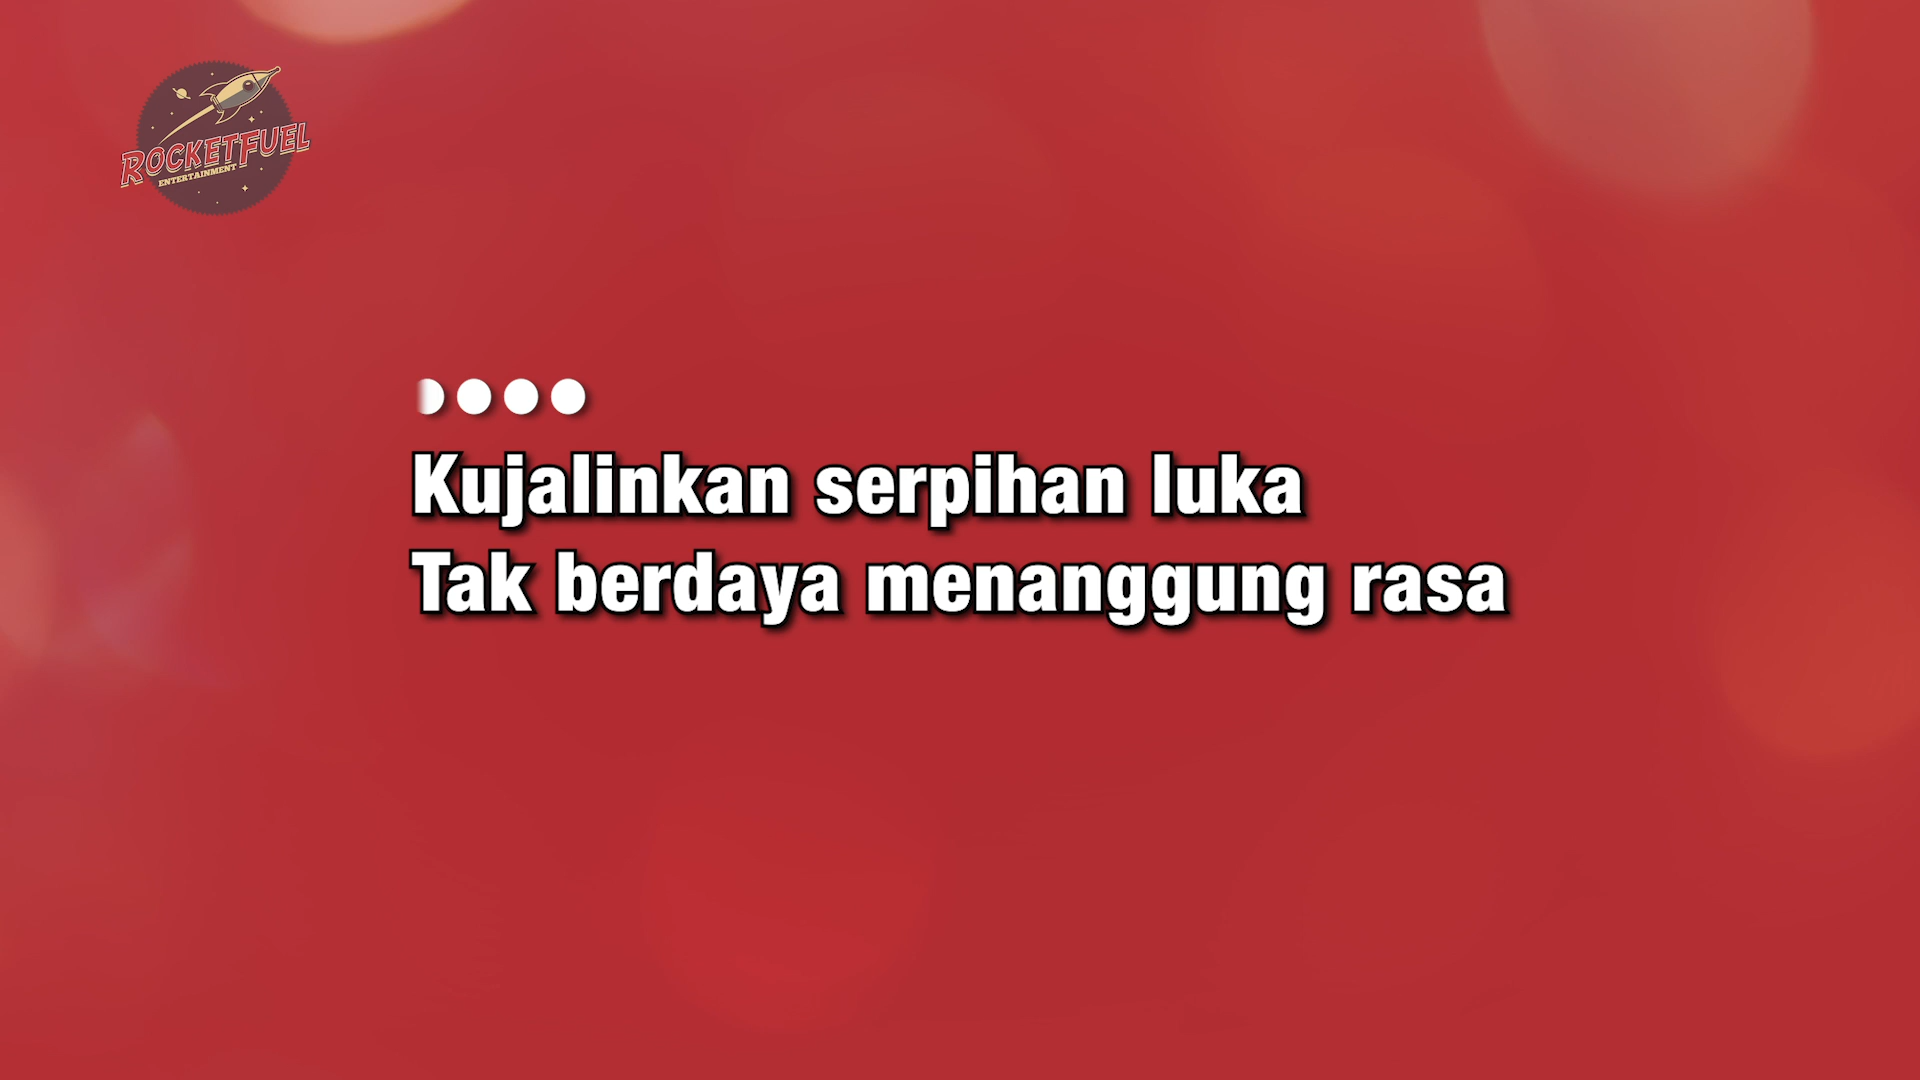 ROCKETFUEL
ENTERTAINMENT
Kujalinkan serpihan luka
Tak berdaya menanggung rasa